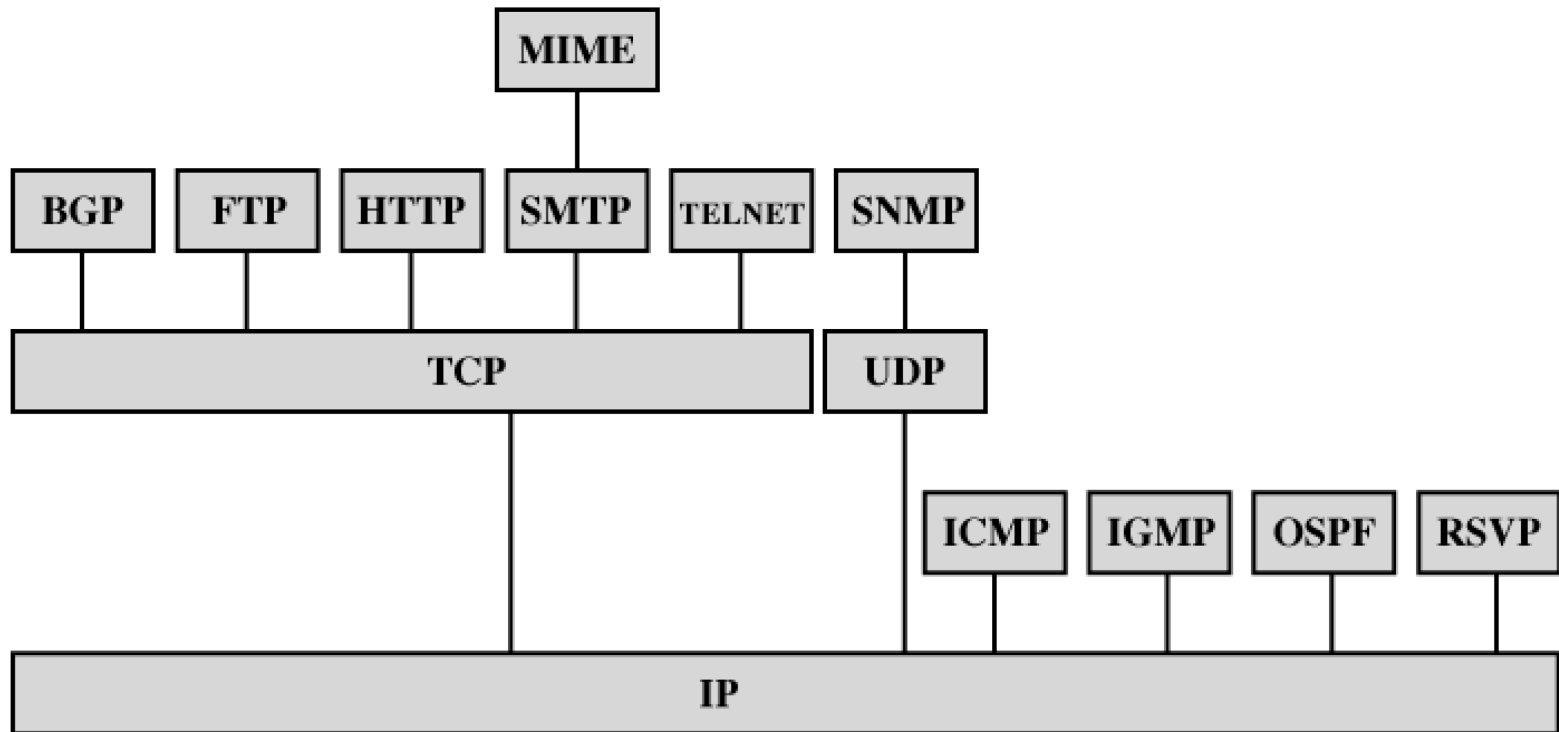 MIME
BGP FTP HTTP SMTP TELNET SNMP
TCP UDP
ICMP IGMP OSPF RSVP
IP